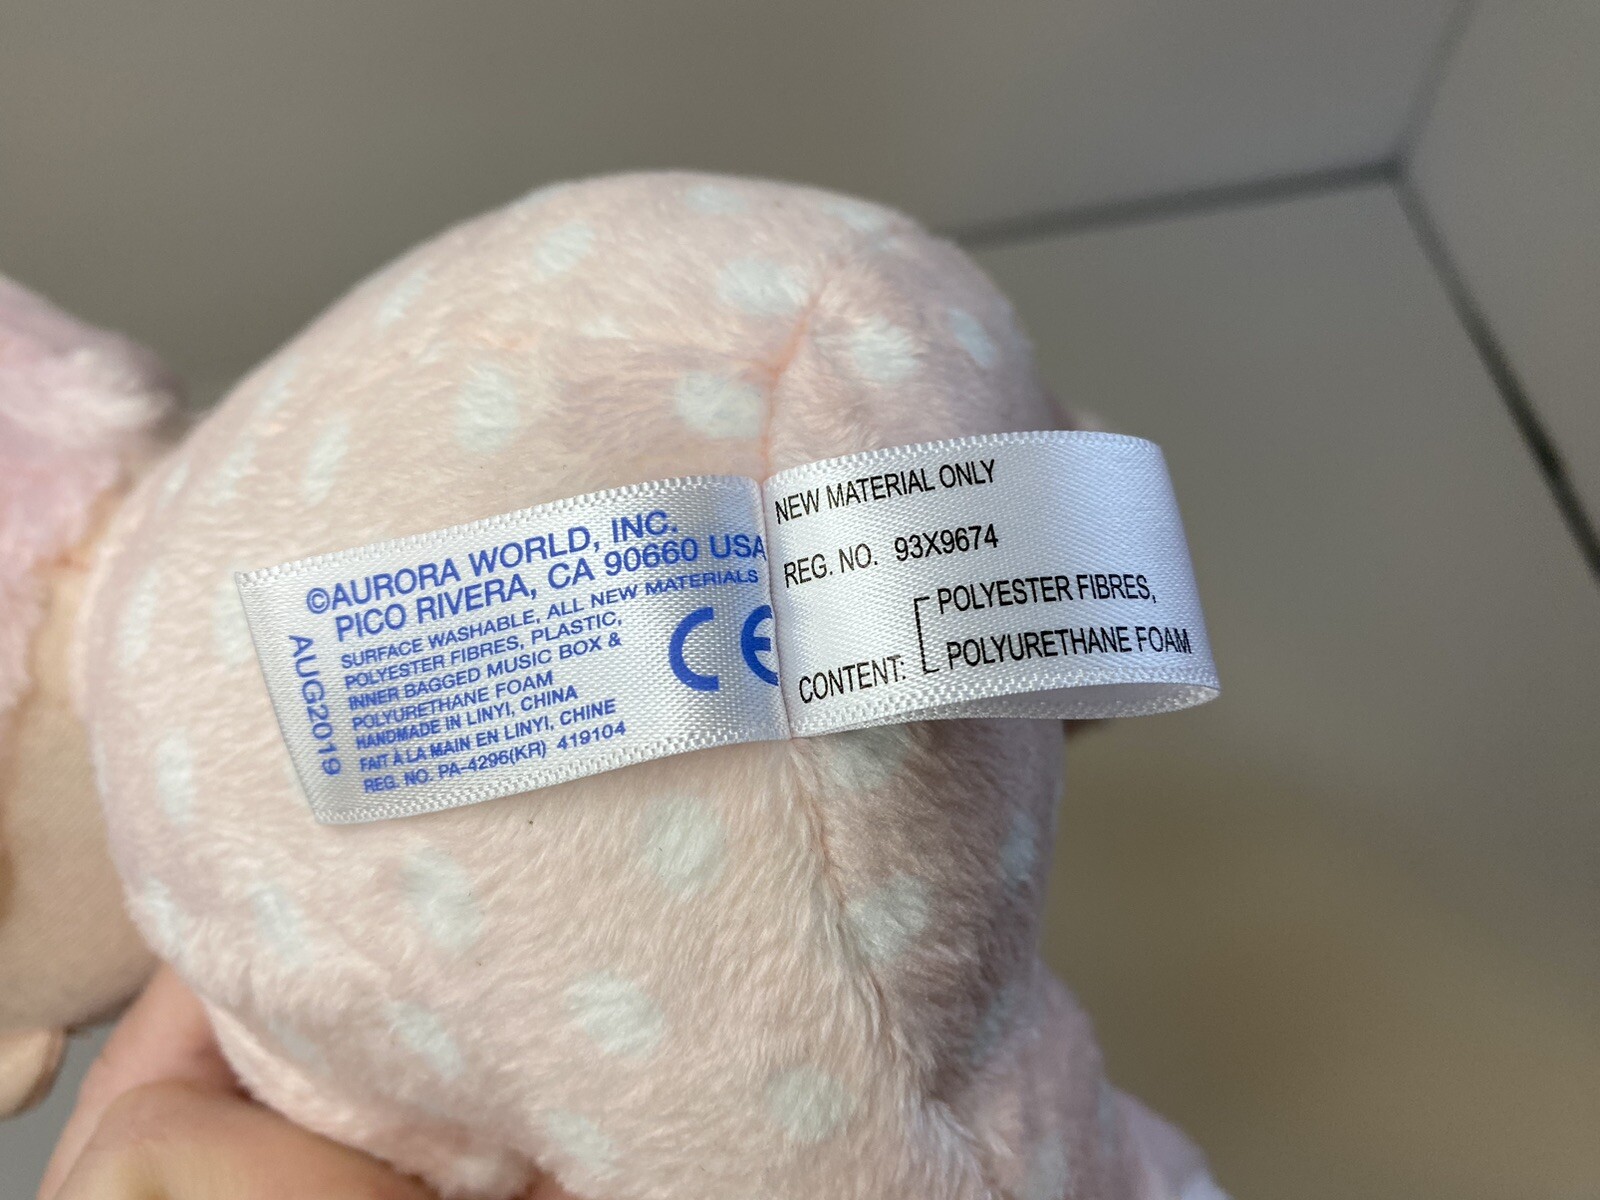 ©AURORA WORLD, INC.
PICO RIVERA, CA 90660 USA
SURFACE WASHABLE, ALL NEW MATERIALS
POLYESTER FIBRES, PLASTIC,
INNER BAGGED MUSIC BOX &
POLYURETHANE FOAM
HANDMADE IN LINYI, CHINA
FAIT À LA MAIN EN LINYI, CHINE
REG. NO. PA-4296(KR) 419104
AUG2019
CE
NEW MATERIAL ONLY
REG. NO. 93X9674
CONTENT: POLYESTER FIBRES,
POLYURETHANE FOAM